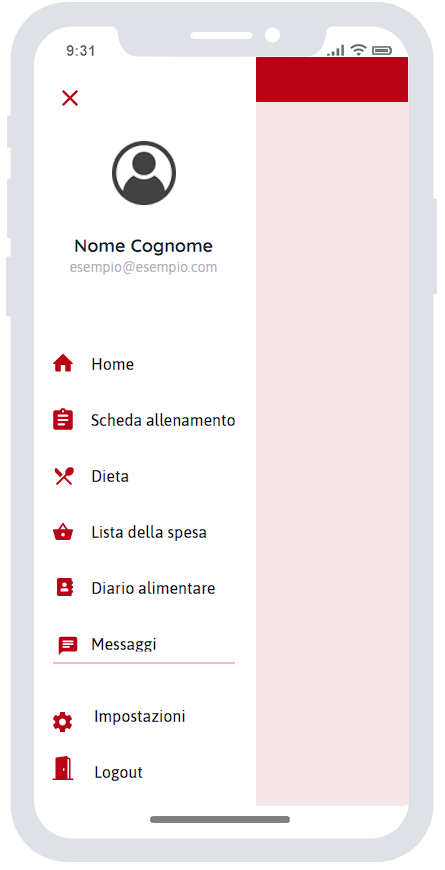 9:31
Nome Cognome
esempio@esempio.com
Home
Scheda allenamento
Dieta
Lista della spesa
Diario alimentare
Messaggi
Impostazioni
Logout